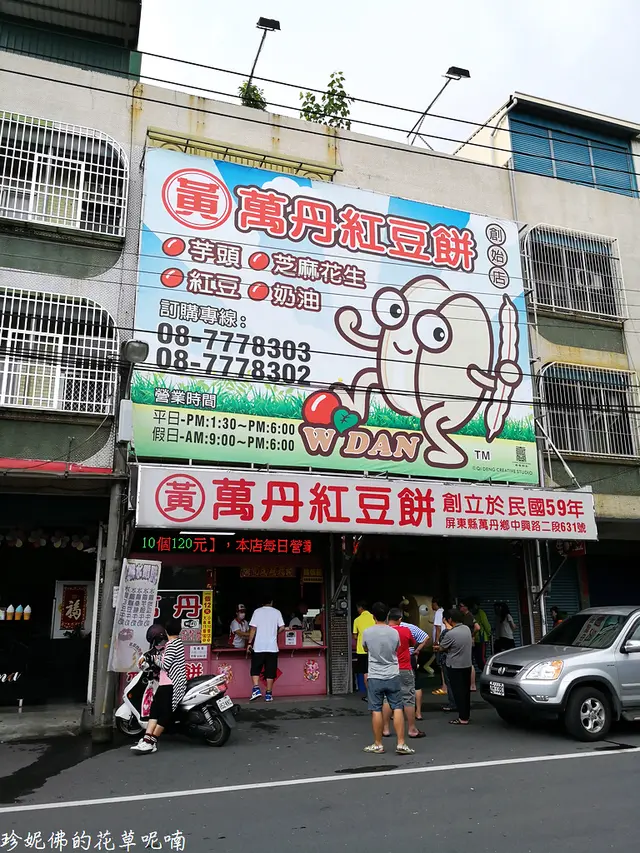 黃 萬丹紅豆餅 創始店
芋頭 芝麻花生
紅豆 奶油
訂購專線:
08-7778303
08-7778302
營業時間
平日-PM:1:30~PM:6:00
假日-AM:9:00~PM:6:00
W DAN
TM
黃 萬丹紅豆餅 創立於民國59年
屏東縣萬丹鄉中興路二段631號
10個120元】,本店每日營業
萬丹
福
珍妮佛的花草呢喃